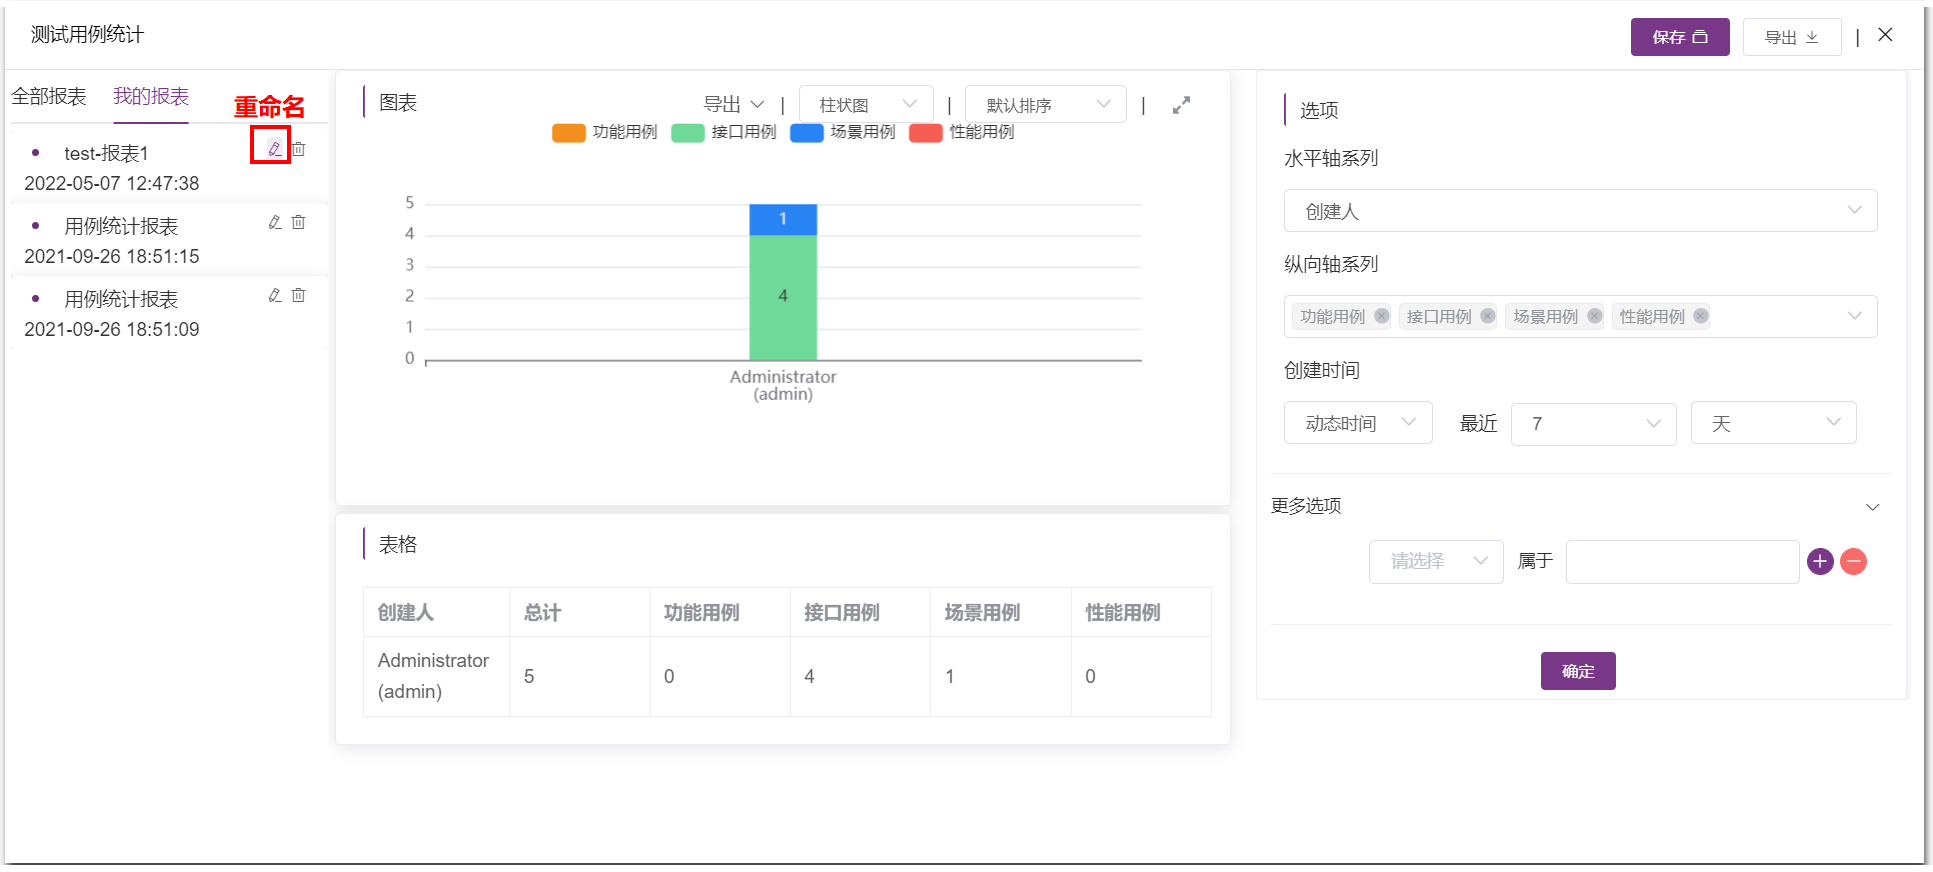 测试用例统计
保存
导出
|
全部报表
我的报表
重命名
test-报表1
2022-05-07 12:47:38
用例统计报表
2021-09-26 18:51:15
用例统计报表
2021-09-26 18:51:09
图表
导出 | 柱状图 | 默认排序 |
功能用例 接口用例 场景用例 性能用例
5
4
3
2
1
0
1
4
Administrator
(admin)
表格
创建人 总计 功能用例 接口用例 场景用例 性能用例
Administrator
(admin) 5 0 4 1 0
选项
水平轴系列
创建人
纵向轴系列
功能用例 接口用例 场景用例 性能用例
创建时间
动态时间 最近 7 天
更多选项
请选择 属于
确定